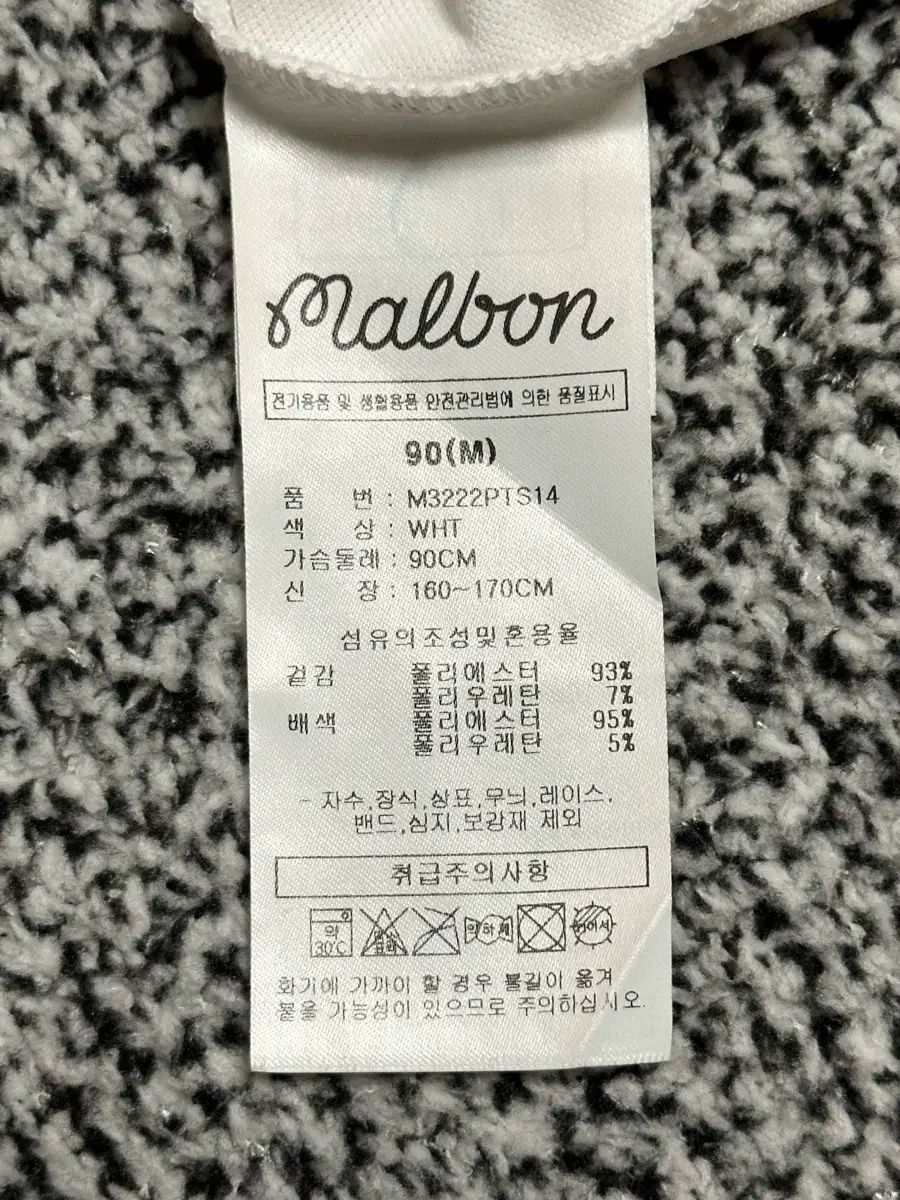 malbon
전기용품 및 생활용품 안전관리법에 의한 품질표시
90(M)
품 번 : M3222PTS14
색 상 : WHT
가슴둘레 : 90CM
신 장 : 160~170CM
섬유의조성및혼용율
겉감 폴리에스터 93%
폴리우레탄 7%
배색 폴리에스터 95%
폴리우레탄 5%
- 자수,장식,상표,무늬,레이스,
밴드,심지,보강재 제외
취급주의사항
약 30℃ 약하게
화기에 가까이 할 경우 불길이 옮겨
붙을 가능성이 있으므로 주의하십시오.